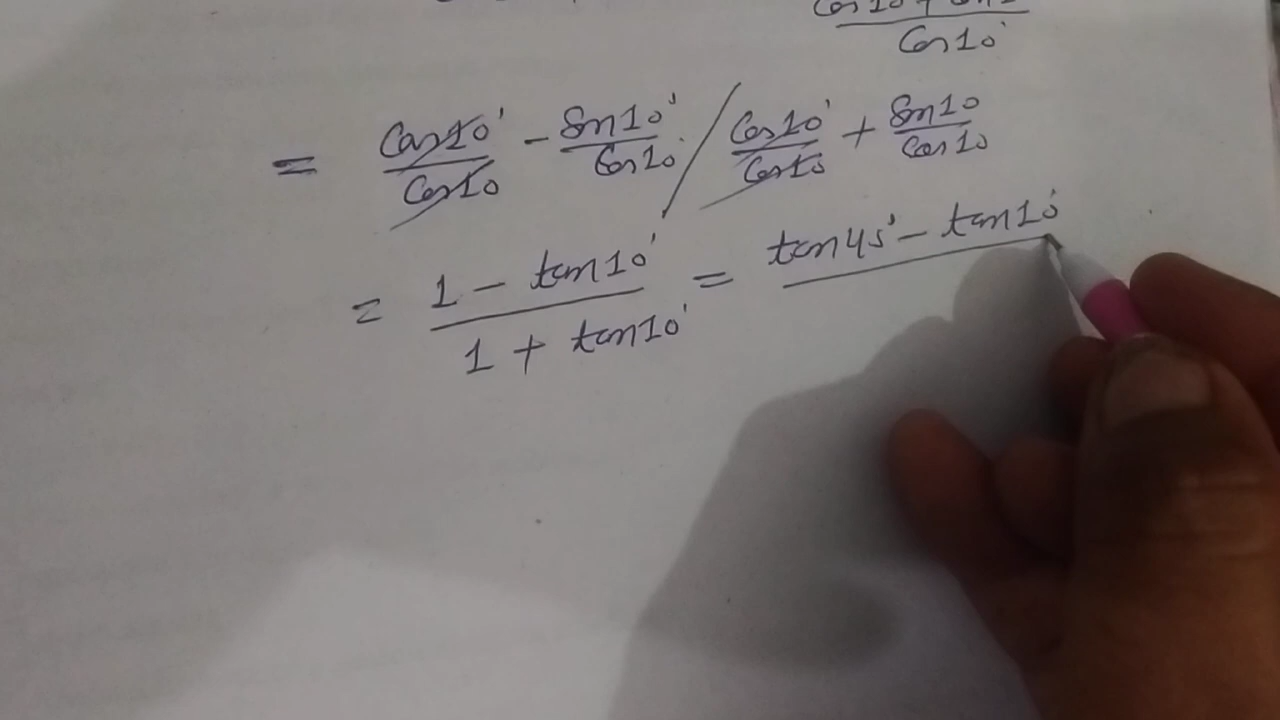 Cos10°
= Cos10° / Cos10 - Sin10° / Cos10° / Cos10° / Cos10 + Sin10 / Cos10
= 1 - tan10° / 1 + tan10° = tan45° - tan10°